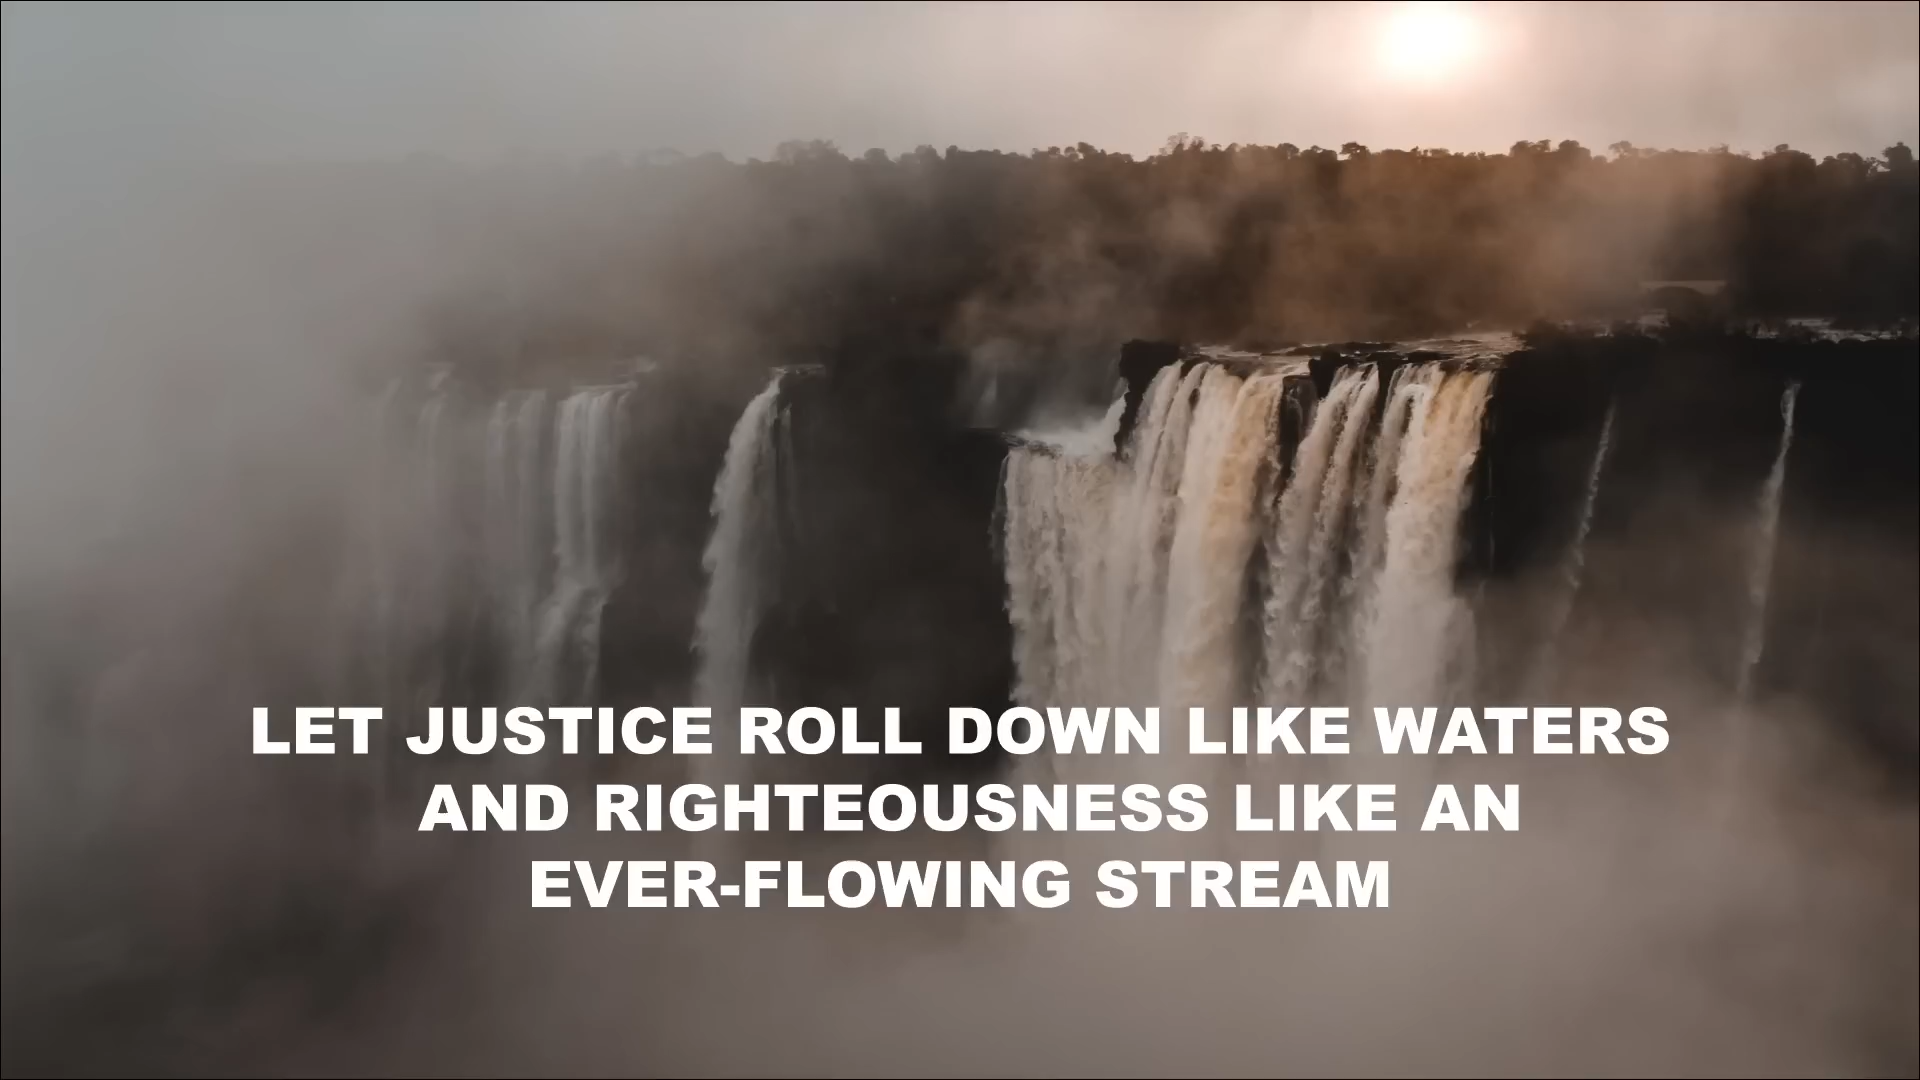 LET JUSTICE ROLL DOWN LIKE WATERS
AND RIGHTEOUSNESS LIKE AN
EVER-FLOWING STREAM